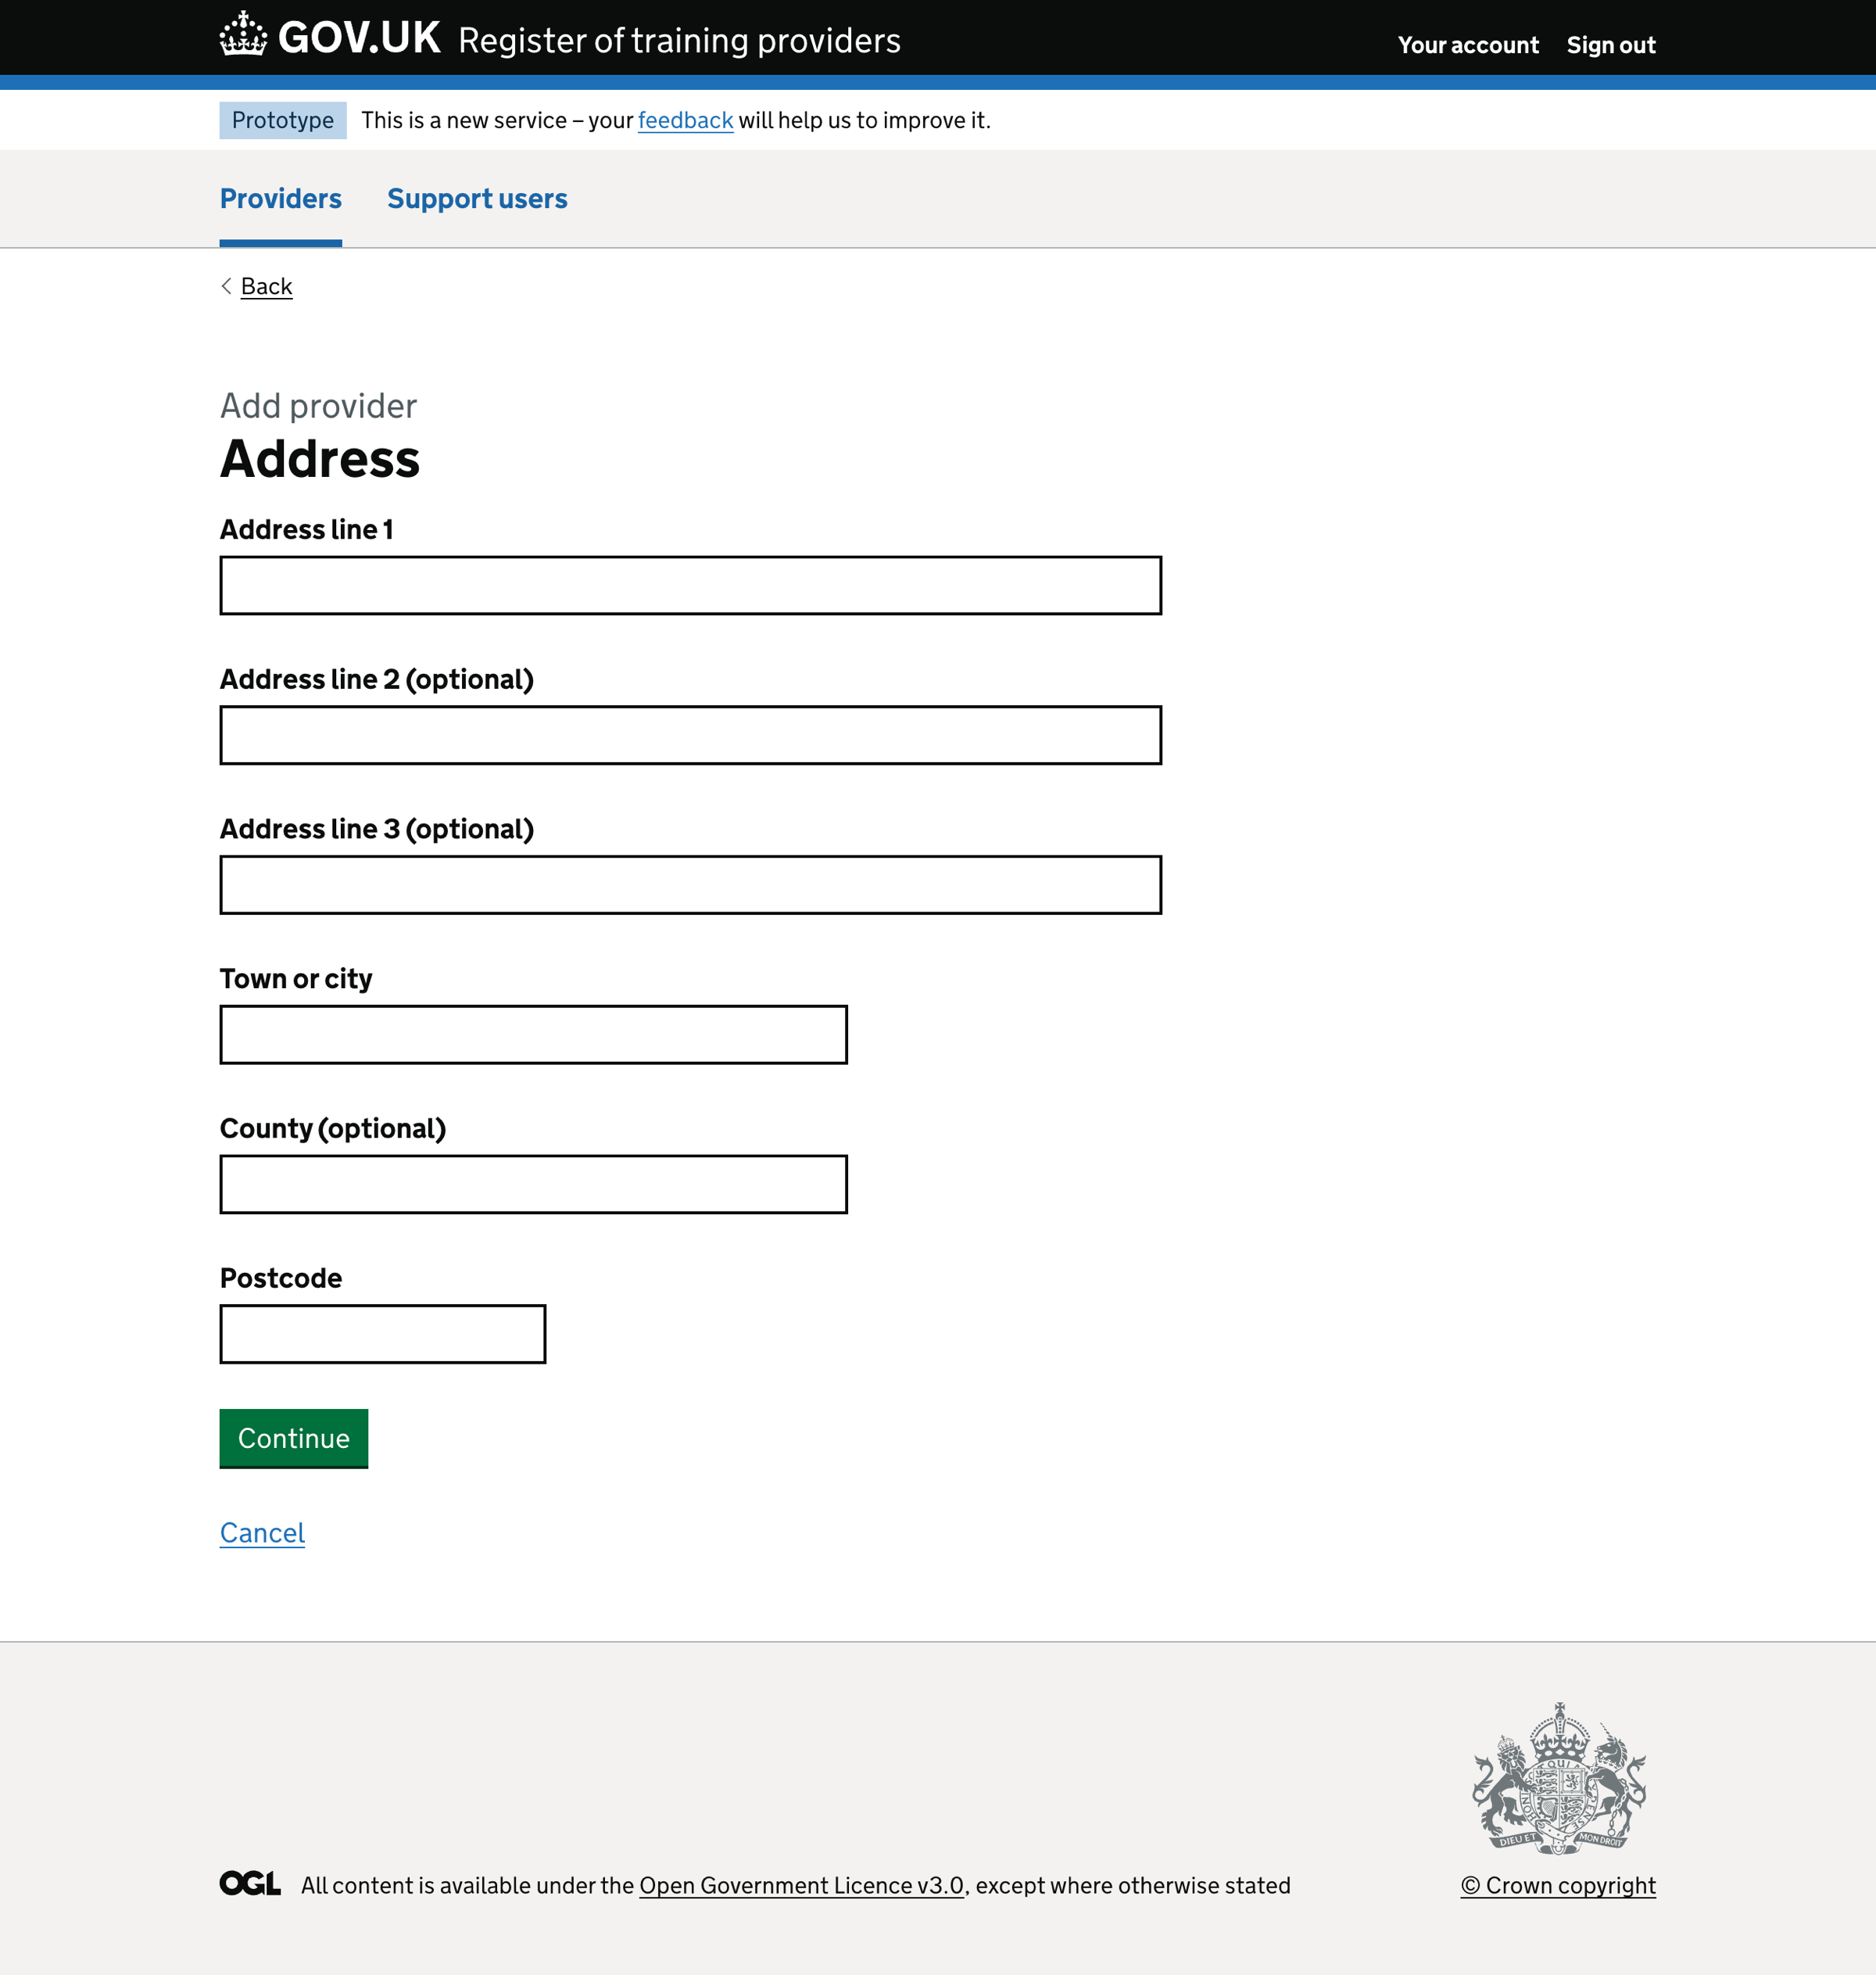 GOV.UK Register of training providers
Your account Sign out
Prototype This is a new service – your feedback will help us to improve it.
Providers Support users
Back
Add provider
Address
Address line 1
Address line 2 (optional)
Address line 3 (optional)
Town or city
County (optional)
Postcode
Continue
Cancel
DIEU ET MON DROIT
OGL All content is available under the Open Government Licence v3.0, except where otherwise stated
© Crown copyright